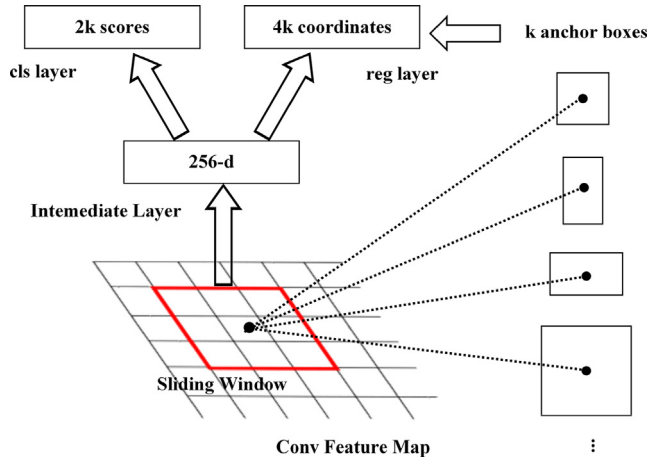 2k scores
4k coordinates
k anchor boxes
cls layer
reg layer
256-d
Intemediate Layer
Sliding Window
Conv Feature Map
...